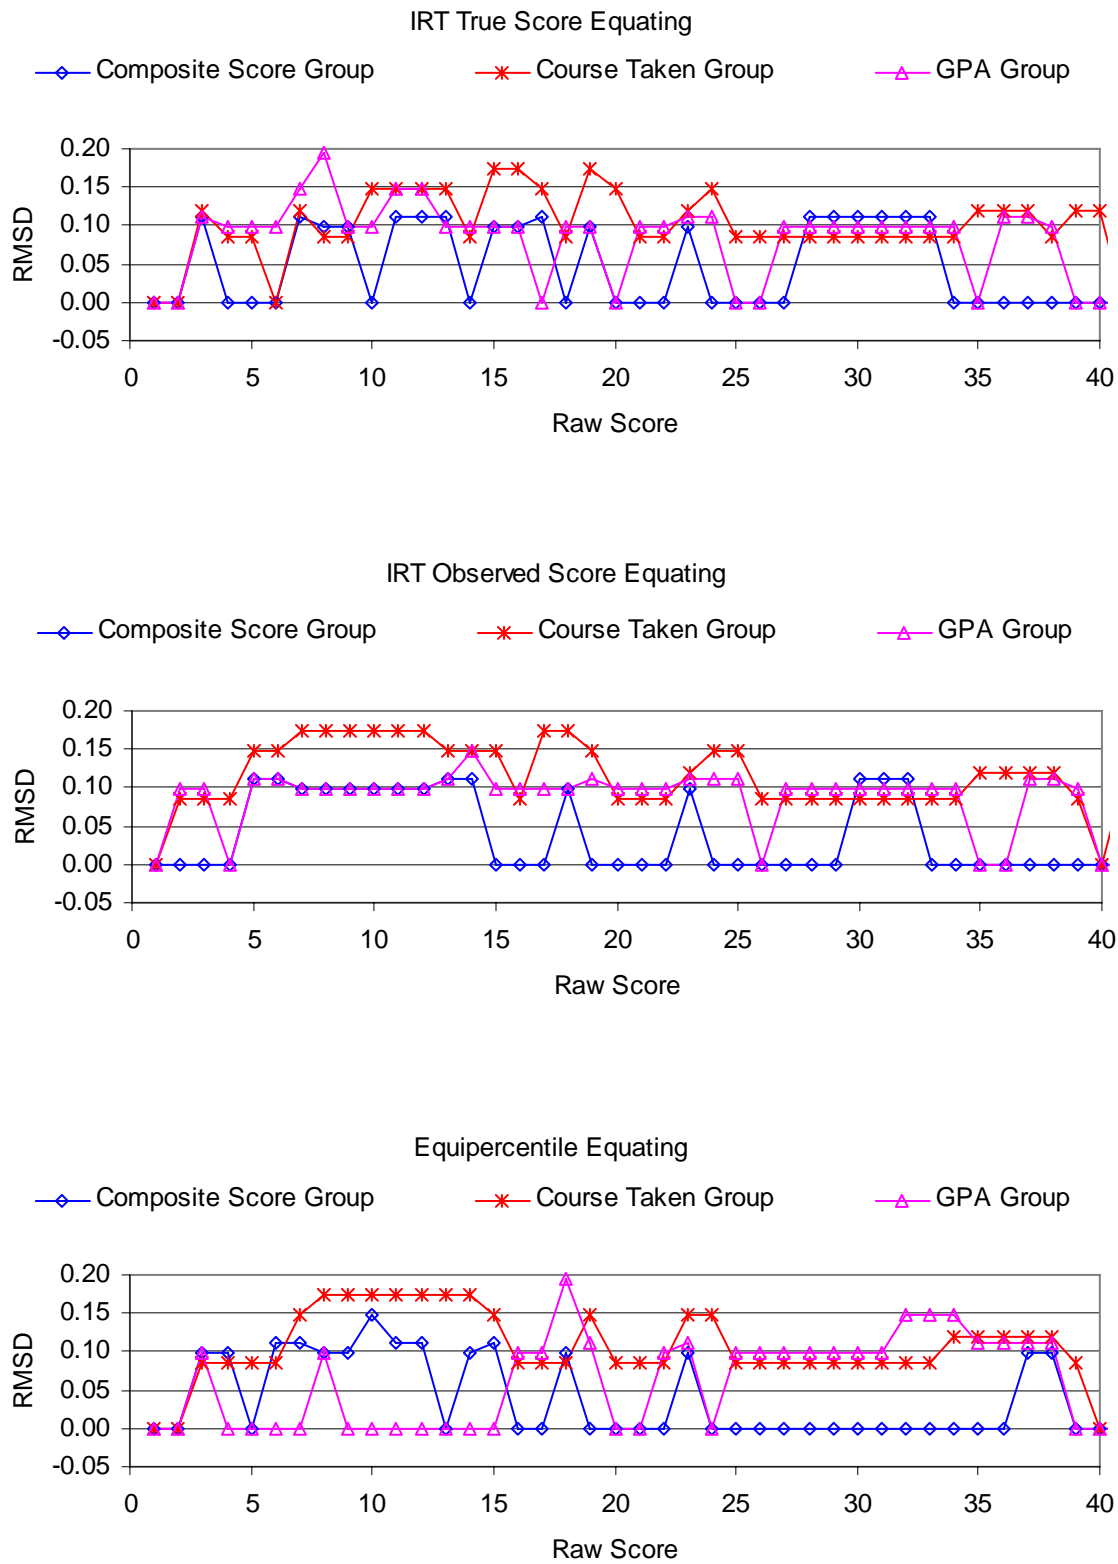 IRT True Score Equating
Composite Score Group Course Taken Group GPA Group
0.20
0.15
0.10
0.05
0.00
-0.05
RMSD
0 5 10 15 20 25 30 35 40
Raw Score
IRT Observed Score Equating
Composite Score Group Course Taken Group GPA Group
0.20
0.15
0.10
0.05
0.00
-0.05
RMSD
0 5 10 15 20 25 30 35 40
Raw Score
Equipercentile Equating
Composite Score Group Course Taken Group GPA Group
0.20
0.15
0.10
0.05
0.00
-0.05
RMSD
0 5 10 15 20 25 30 35 40
Raw Score